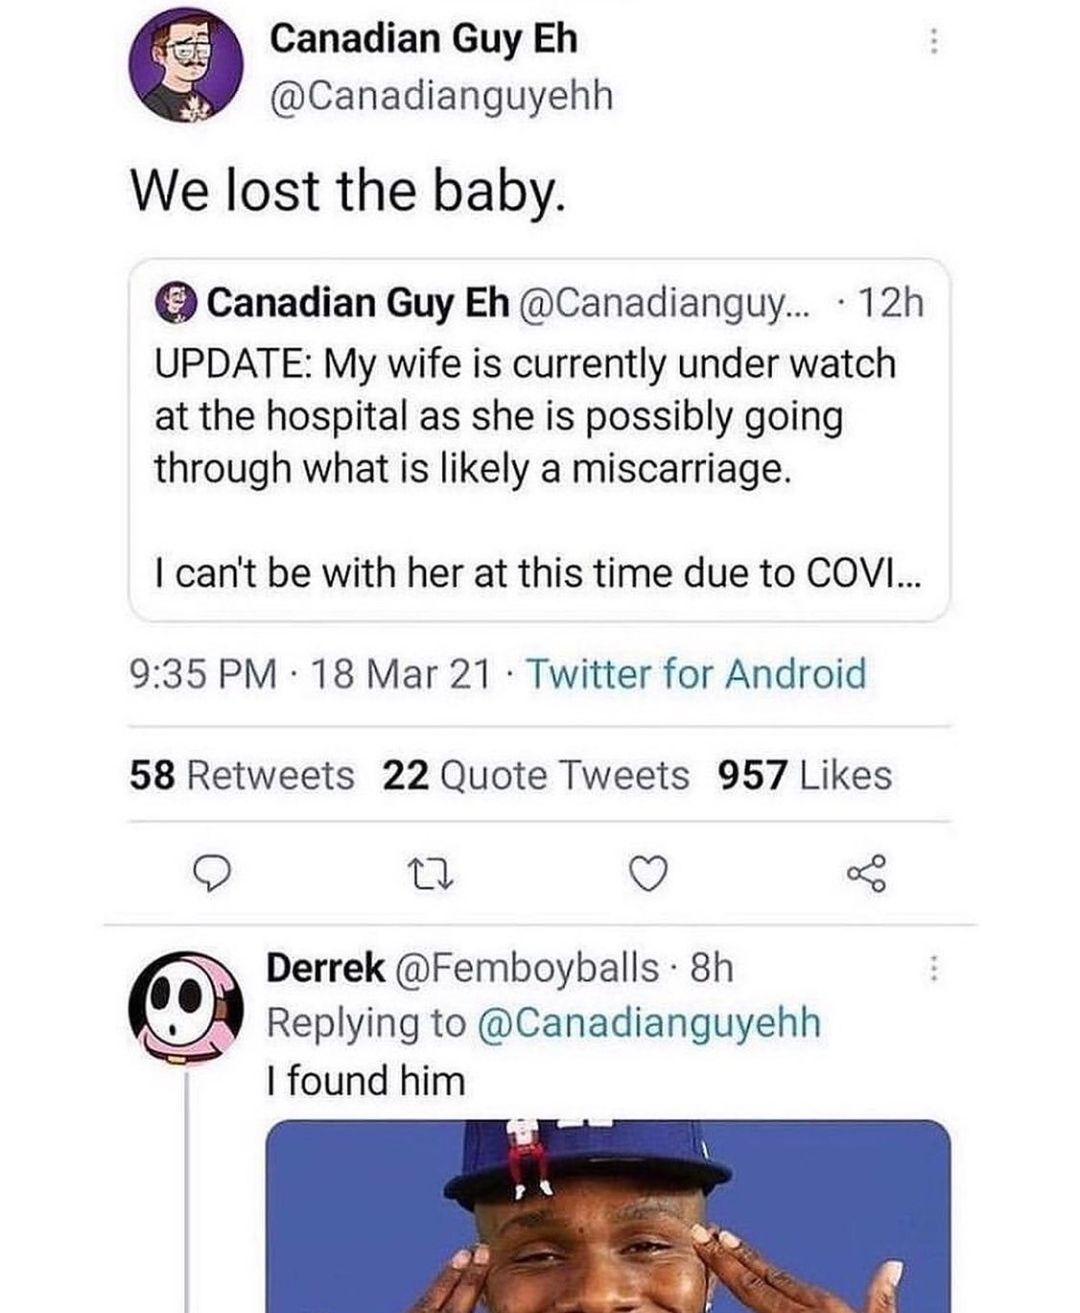 Canadian Guy Eh
@Canadianguyehh
We lost the baby.
Canadian Guy Eh @Canadianguy... · 12h
UPDATE: My wife is currently under watch
at the hospital as she is possibly going
through what is likely a miscarriage.
I can't be with her at this time due to COVI...
9:35 PM · 18 Mar 21 · Twitter for Android
58 Retweets 22 Quote Tweets 957 Likes
Derrek @Femboyballs · 8h
Replying to @Canadianguyehh
I found him